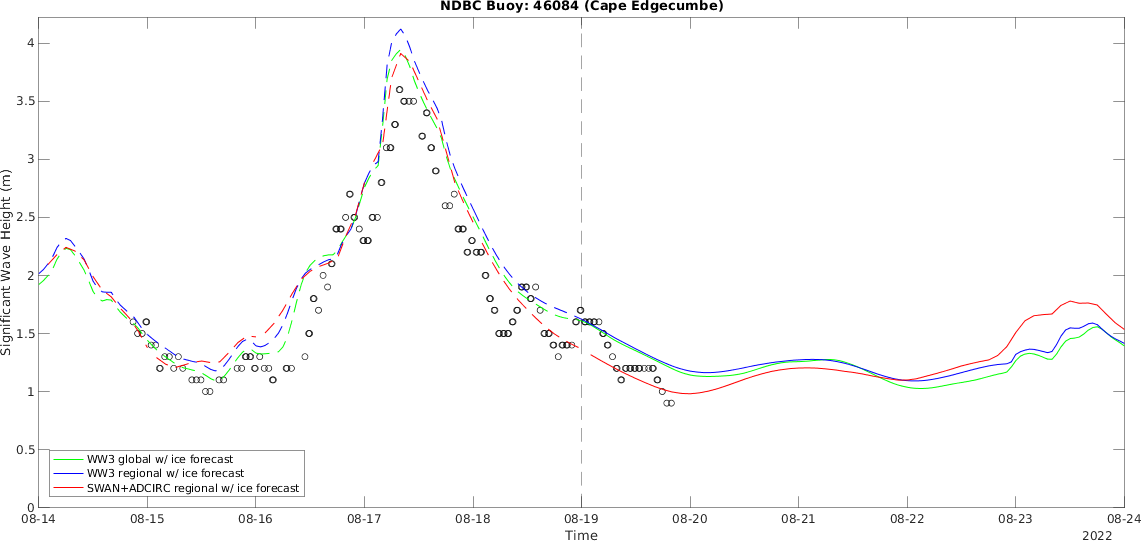 NDBC Buoy: 46084 (Cape Edgecumbe)
4
3.5
3
2.5
2
1.5
1
0.5
0
Significant Wave Height (m)
WW3 global w/ ice forecast
WW3 regional w/ ice forecast
SWAN+ADCIRC regional w/ ice forecast
08-14 08-15 08-16 08-17 08-18 08-19 08-20 08-21 08-22 08-23 08-24
Time
2022